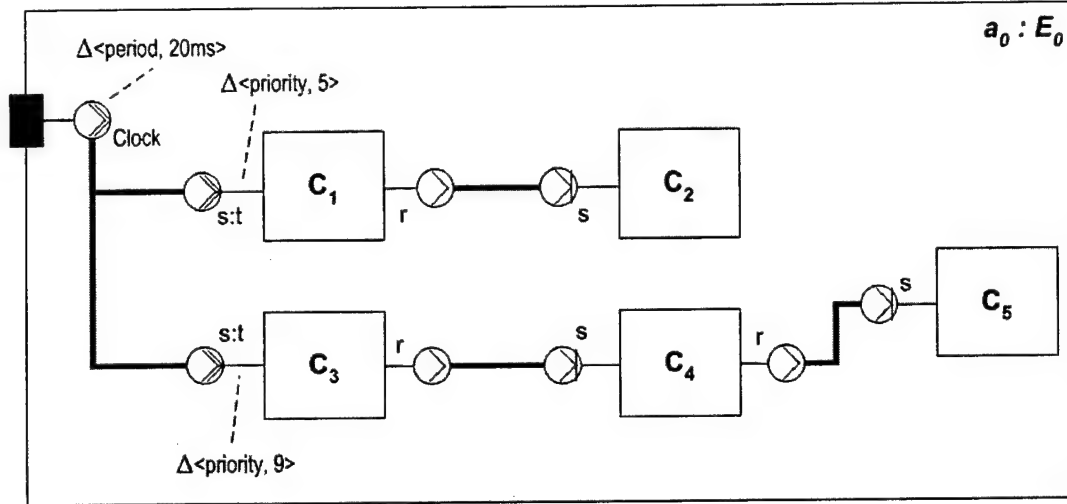 a₀ : E₀
Δ<period, 20ms>
Δ<priority, 5>
Clock
C₁
C₂
s:t
r
s
s
C₅
s:t
r
s
r
C₃
C₄
Δ<priority, 9>